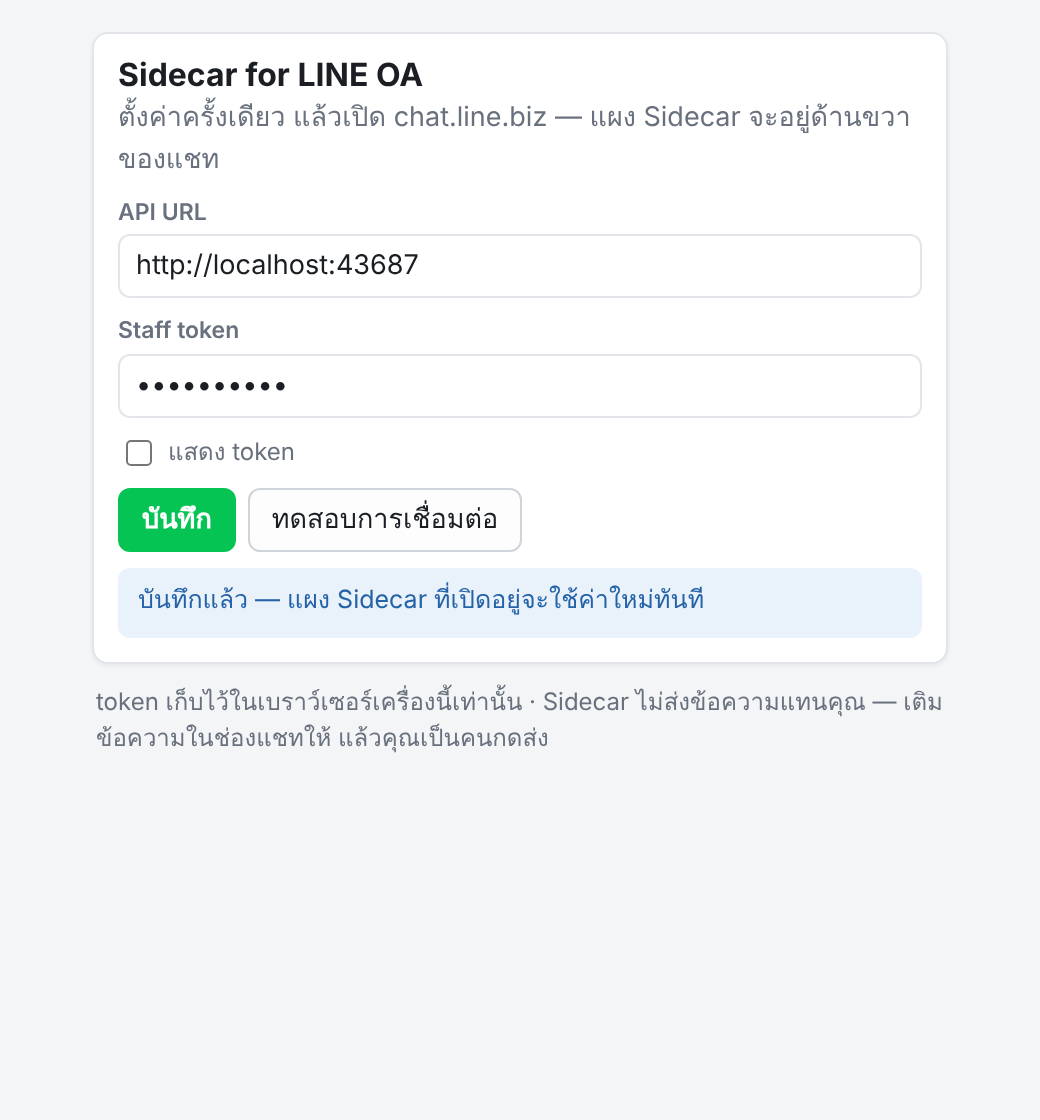 Sidecar for LINE OA
ตั้งค่าครั้งเดียว แล้วเปิด chat.line.biz — แผง Sidecar จะอยู่ด้านขวา
ของแชท
API URL
http://localhost:43687
Staff token
••••••••••
แสดง token
บันทึก
ทดสอบการเชื่อมต่อ
บันทึกแล้ว — แผง Sidecar ที่เปิดอยู่จะใช้ค่าใหม่ทันที
token เก็บไว้ในเบราว์เซอร์เครื่องนี้เท่านั้น · Sidecar ไม่ส่งข้อความแทนคุณ — เติม
ข้อความในช่องแชทให้ แล้วคุณเป็นคนกดส่ง